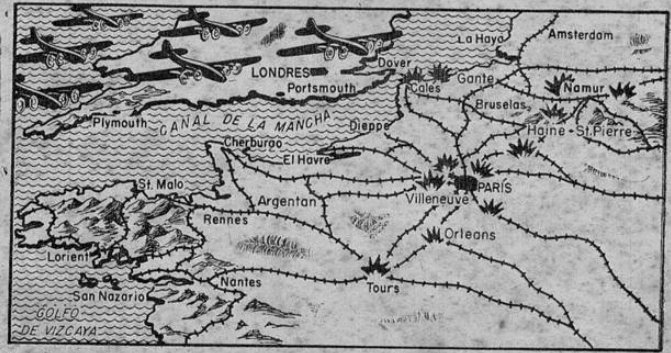 La Haya
Amsterdam
LONDRES
Dover
Portsmouth
Cales
Gante
Namur
Bruselas
Plymouth
CANAL DE LA MANCHA
Dieppe
Haine-St.Pierre
Cherburgo
El Havre
St. Malo
PARÍS
Villeneuve
Argentan
Rennes
Orleans
Lorient
Nantes
Tours
San Nazario
GOLFO
DE VIZCAYA